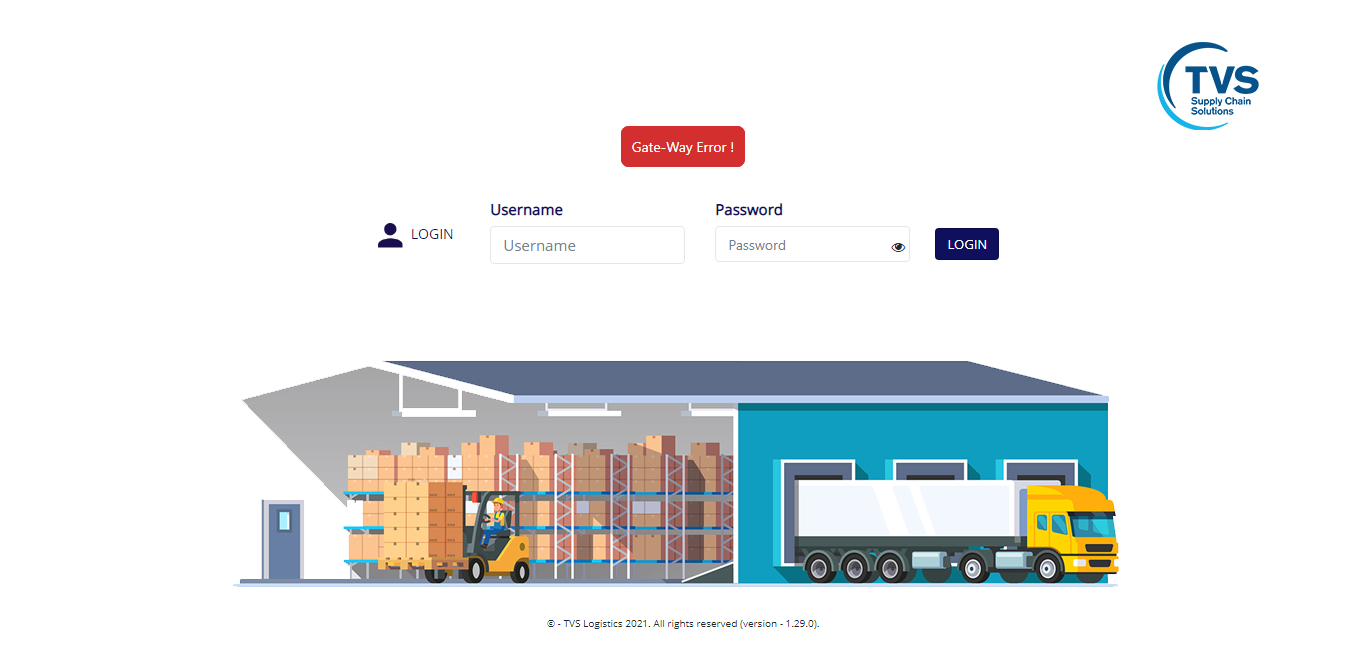 TVS
Supply Chain
Solutions
Gate-Way Error !
Username
Password
LOGIN
Username
Password
LOGIN
© - TVS Logistics 2021. All rights reserved (version - 1.29.0).